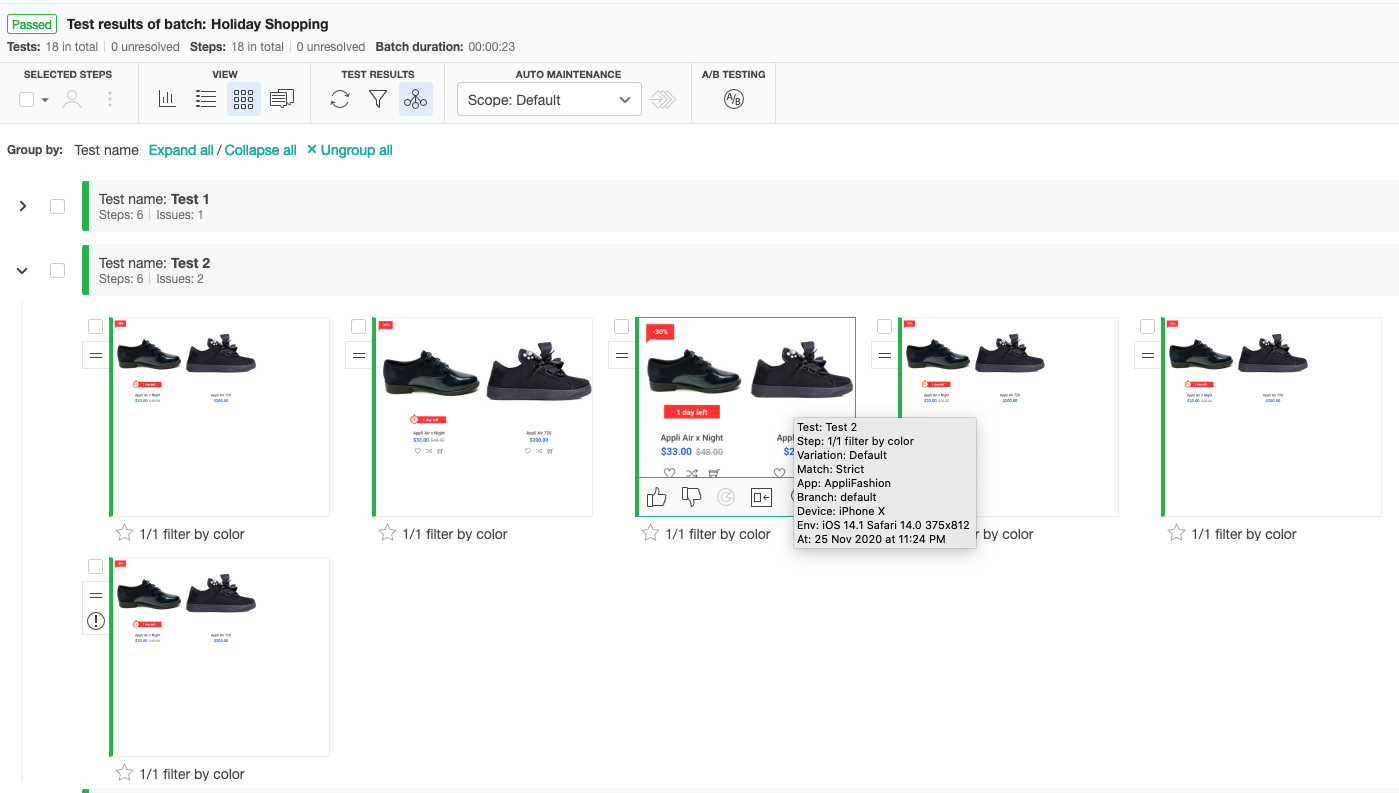 Passed Test results of batch: Holiday Shopping
Tests: 18 in total 0 unresolved Steps: 18 in total 0 unresolved Batch duration: 00:00:23
SELECTED STEPS VIEW TEST RESULTS AUTO MAINTENANCE A/B TESTING
Scope: Default
A/B
Group by: Test name Expand all / Collapse all ✕ Ungroup all
Test name: Test 1
Steps: 6 Issues: 1
Test name: Test 2
Steps: 6 Issues: 2
-30%
1 day left
Appli Air x Night Appli Air 720
$33.00 $48.00 $200.00
1/1 filter by color
1 day left
Appli Air x Night Appli Air 720
$33.00 $48.00 $200.00
1/1 filter by color
-30%
1 day left
Appli Air x Night Appl
$33.00 $48.00 $2
1/1 filter by color
Test: Test 2
Step: 1/1 filter by color
Variation: Default
Match: Strict
App: AppliFashion
Branch: default
Device: iPhone X
Env: iOS 14.1 Safari 14.0 375x812
At: 25 Nov 2020 at 11:24 PM
1 day left
Appli Air x Night Appli Air 720
$33.00 $48.00 $200.00
r by color
1 day left
Appli Air x Night Appli Air 720
$33.00 $48.00 $200.00
1/1 filter by color
1 day left
Appli Air x Night Appli Air 720
$33.00 $48.00 $200.00
1/1 filter by color